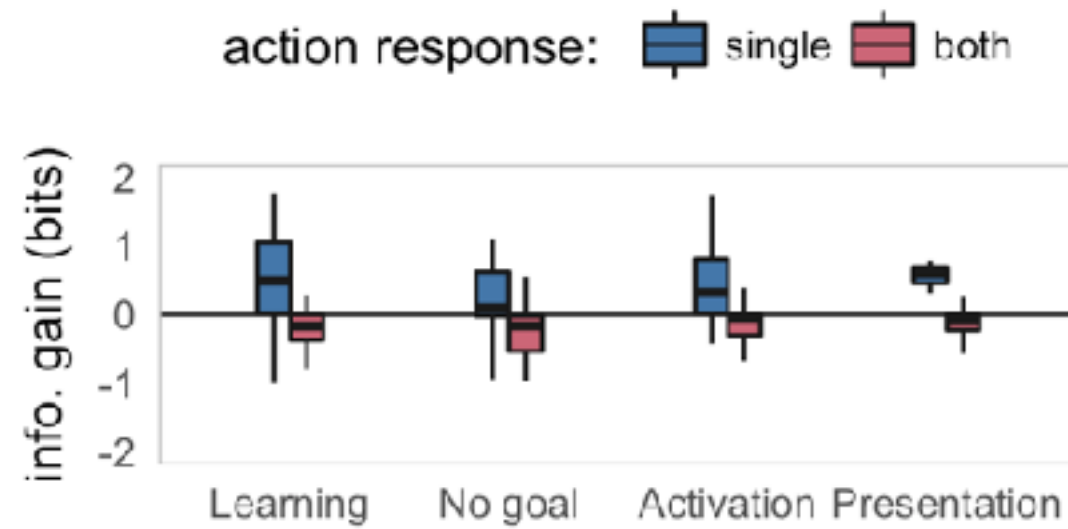 action response: single both
info. gain (bits)
2
1
0
-1
-2
Learning No goal Activation Presentation